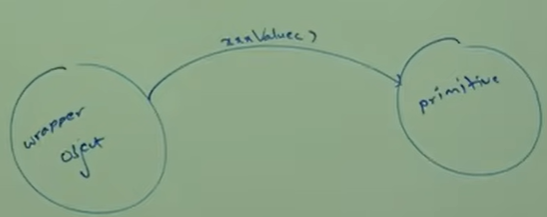 xxxValue()
wrapper
object
primitive